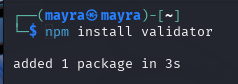 ┌──(mayra㉿mayra)-[~]
└─$ npm install validator

added 1 package in 3s